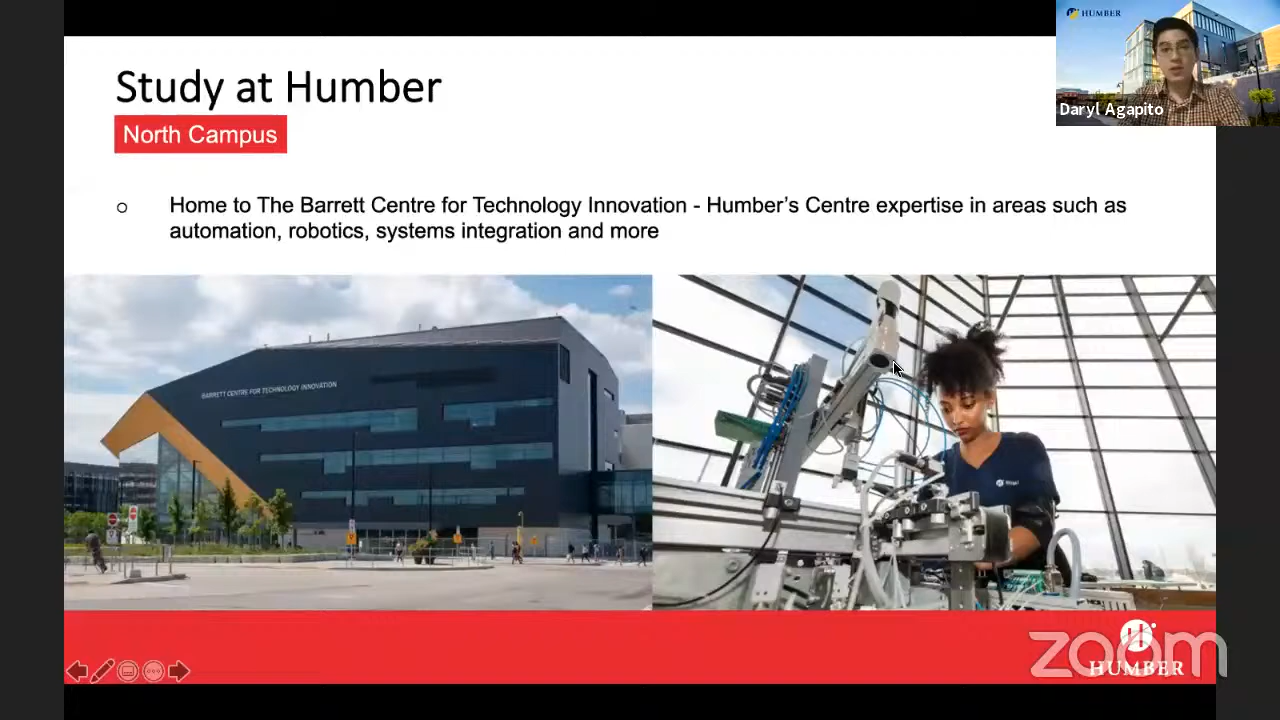 Study at Humber
North Campus
Home to The Barrett Centre for Technology Innovation - Humber's Centre expertise in areas such as
automation, robotics, systems integration and more
HUMBER
Daryl Agapito
BARRETT CENTRE FOR TECHNOLOGY INNOVATION
zoom
HUMBER